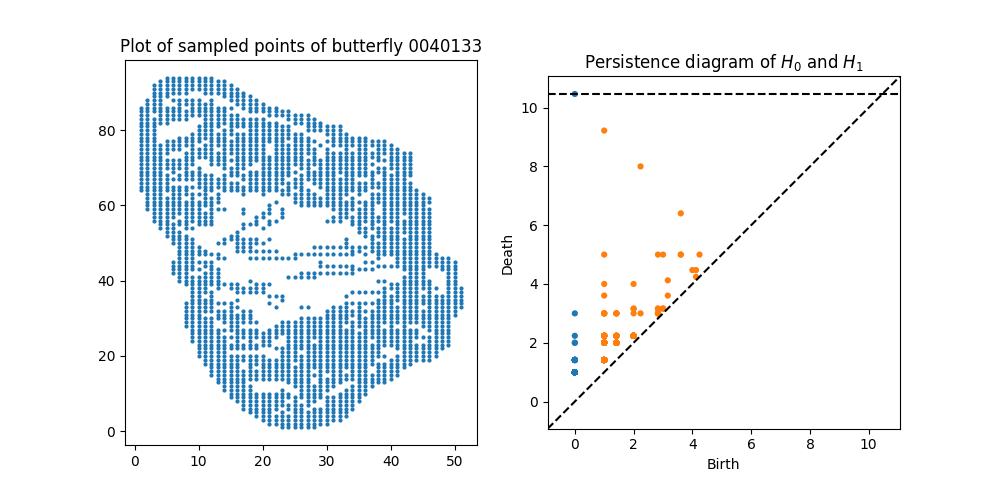 Plot of sampled points of butterfly 0040133
80
60
40
20
0
0 10 20 30 40 50
Persistence diagram of H₀ and H₁
Death
10
8
6
4
2
0
0 2 4 6 8 10
Birth